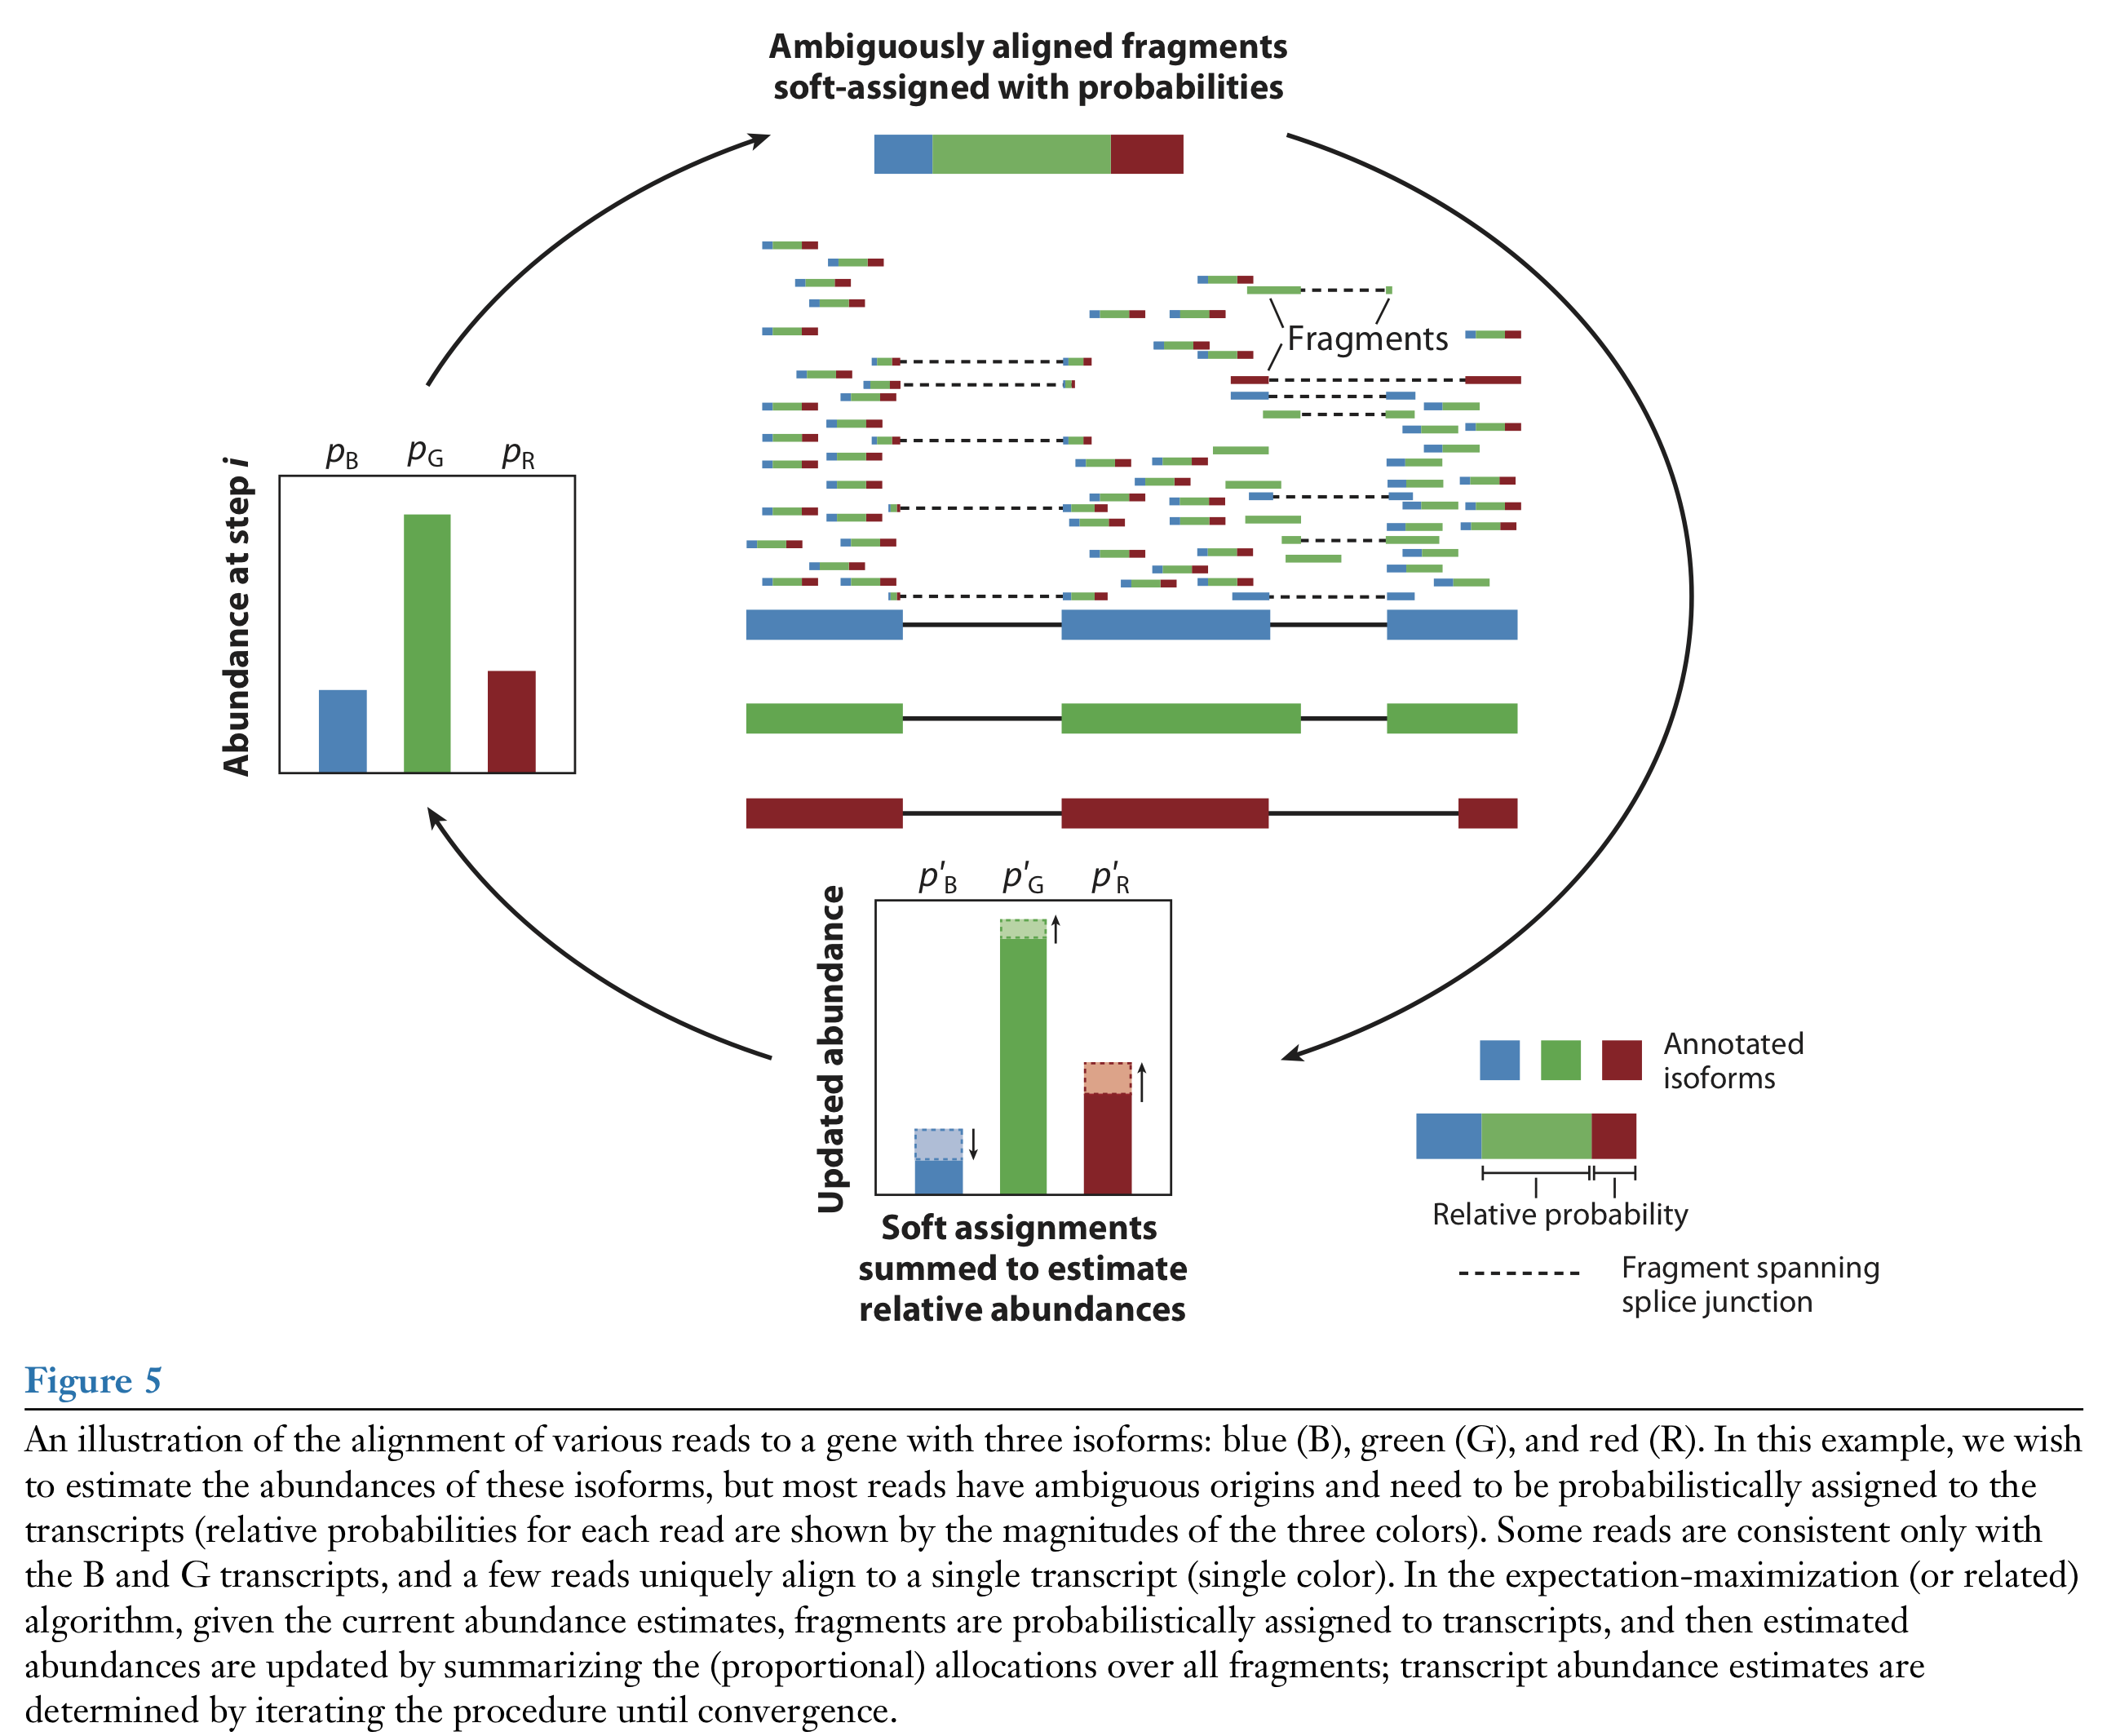 Ambiguously aligned fragments
soft-assigned with probabilities
Fragments
Abundance at step i
pB pG pR
p′B p′G p′R
Updated abundance
Soft assignments
summed to estimate
relative abundances
Annotated
isoforms
Relative probability
Fragment spanning
splice junction
Figure 5
An illustration of the alignment of various reads to a gene with three isoforms: blue (B), green (G), and red (R). In this example, we wish
to estimate the abundances of these isoforms, but most reads have ambiguous origins and need to be probabilistically assigned to the
transcripts (relative probabilities for each read are shown by the magnitudes of the three colors). Some reads are consistent only with
the B and G transcripts, and a few reads uniquely align to a single transcript (single color). In the expectation-maximization (or related)
algorithm, given the current abundance estimates, fragments are probabilistically assigned to transcripts, and then estimated
abundances are updated by summarizing the (proportional) allocations over all fragments; transcript abundance estimates are
determined by iterating the procedure until convergence.